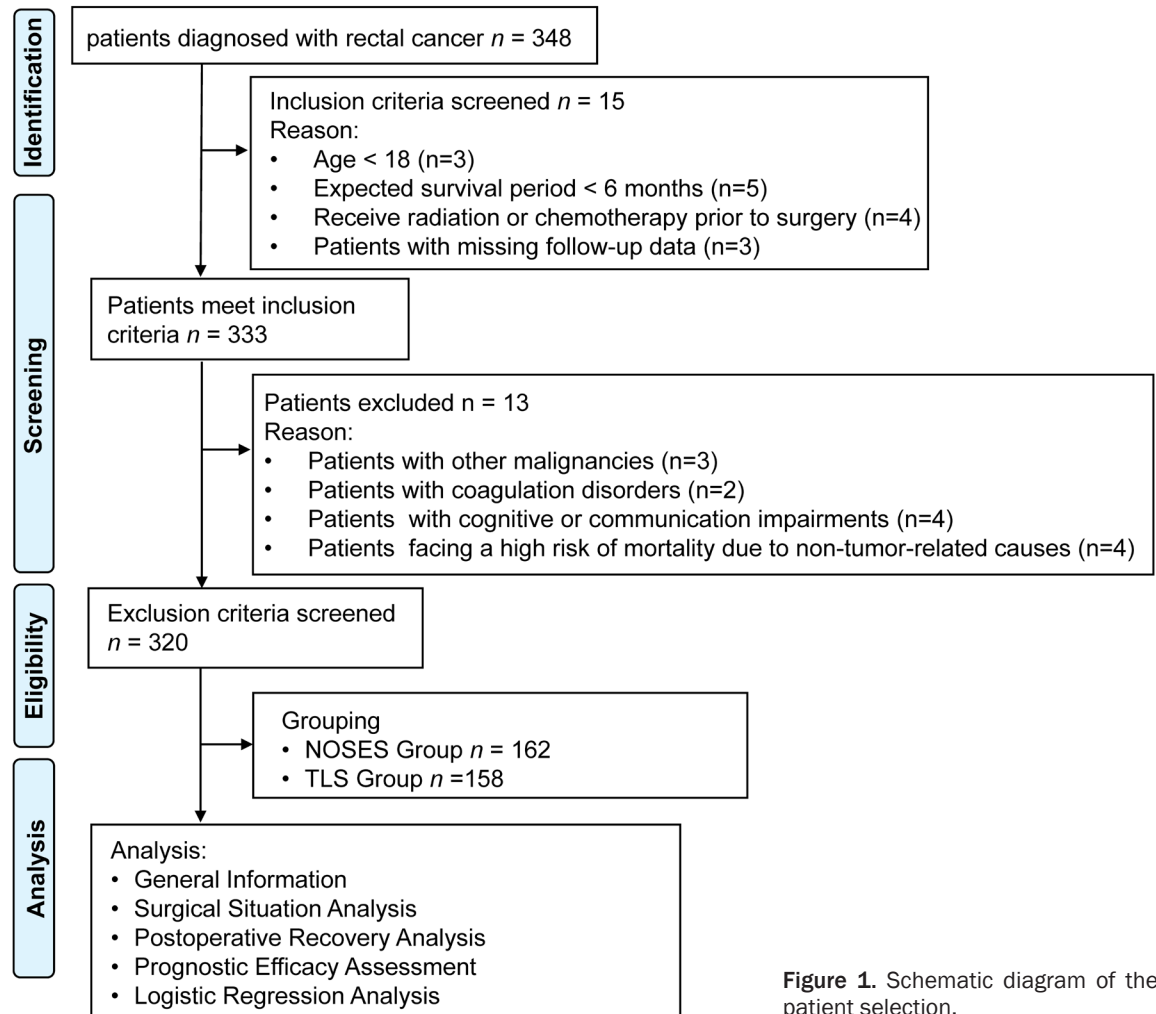 Identification
patients diagnosed with rectal cancer n = 348
Inclusion criteria screened n = 15
Reason:
• Age < 18 (n=3)
• Expected survival period < 6 months (n=5)
• Receive radiation or chemotherapy prior to surgery (n=4)
• Patients with missing follow-up data (n=3)
Screening
Patients meet inclusion
criteria n = 333
Patients excluded n = 13
Reason:
• Patients with other malignancies (n=3)
• Patients with coagulation disorders (n=2)
• Patients with cognitive or communication impairments (n=4)
• Patients facing a high risk of mortality due to non-tumor-related causes (n=4)
Eligibility
Exclusion criteria screened
n = 320
Grouping
• NOSES Group n = 162
• TLS Group n =158
Analysis
Analysis:
• General Information
• Surgical Situation Analysis
• Postoperative Recovery Analysis
• Prognostic Efficacy Assessment
• Logistic Regression Analysis
Figure 1. Schematic diagram of the
patient selection.